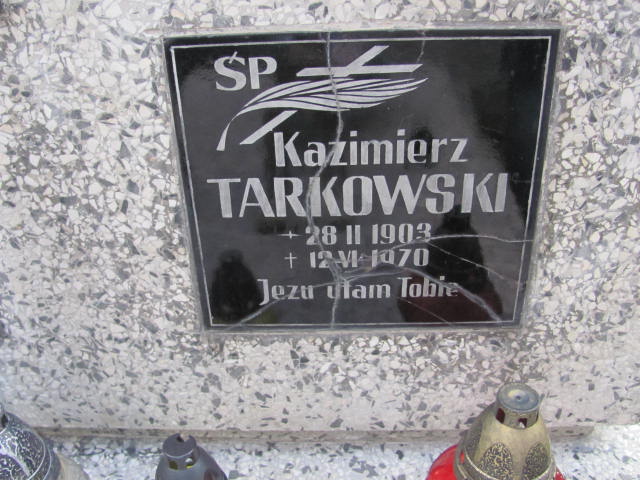 ŚP
Kazimierz
TARKOWSKI
* 28 II 1903
† 12 VI 1970
Jezu ufam Tobie